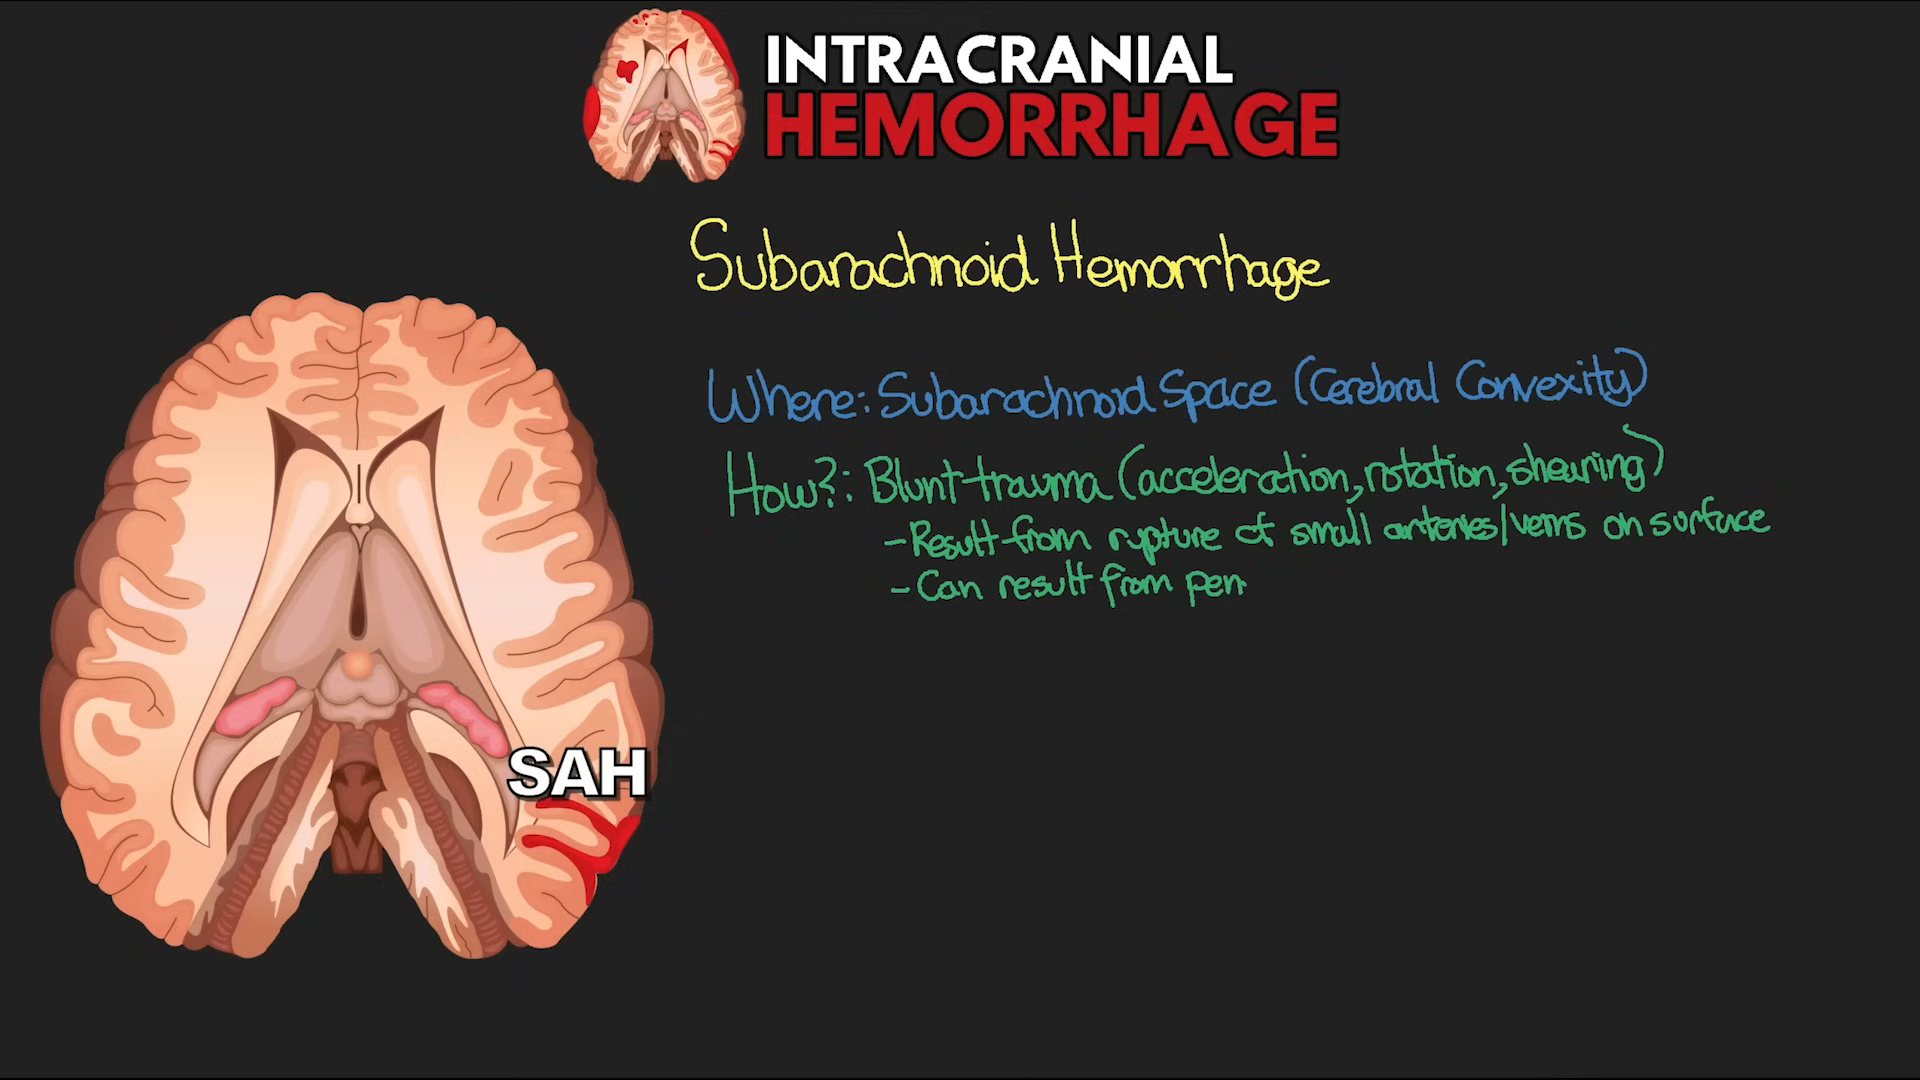 INTRACRANIAL
HEMORRHAGE
Subarachnoid Hemorrhage
Where: Subarachnoid Space (Cerebral Convexity)
How?: Blunt trauma (acceleration, rotation, shearing)
- Result from rupture of small arteries/veins on surface
- Can result from pen
SAH